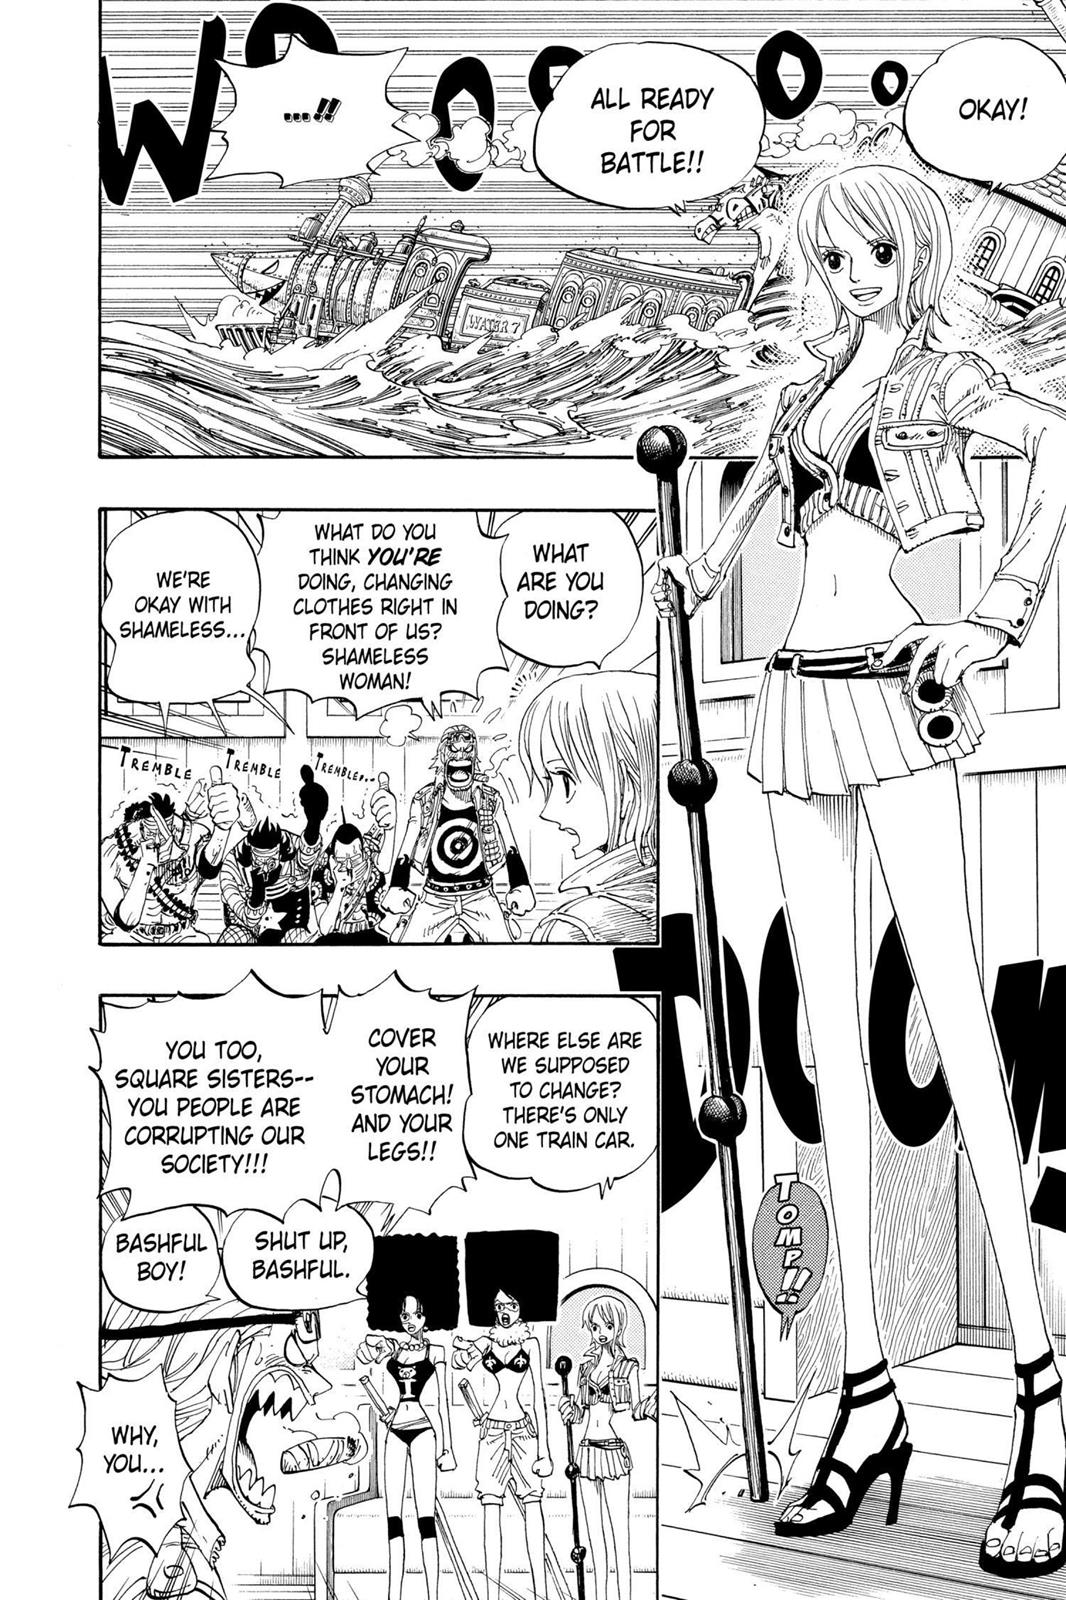 OKAY!
ALL READY
FOR
BATTLE!!
...!!
WOOOOO
WATER 7
WHAT
ARE YOU
DOING?
WHAT DO YOU
THINK YOU'RE
DOING, CHANGING
CLOTHES RIGHT IN
FRONT OF US?
SHAMELESS
WOMAN!
WE'RE
OKAY WITH
SHAMELESS...
TREMBLE
TREMBLE
TREMBLE...
DOOM
TOMP!!
WHERE ELSE ARE
WE SUPPOSED
TO CHANGE?
THERE'S ONLY
ONE TRAIN CAR.
COVER
YOUR
STOMACH!
AND YOUR
LEGS!!
YOU TOO,
SQUARE SISTERS--
YOU PEOPLE ARE
CORRUPTING OUR
SOCIETY!!!
SHUT UP,
BASHFUL.
BASHFUL
BOY!
WHY,
YOU...